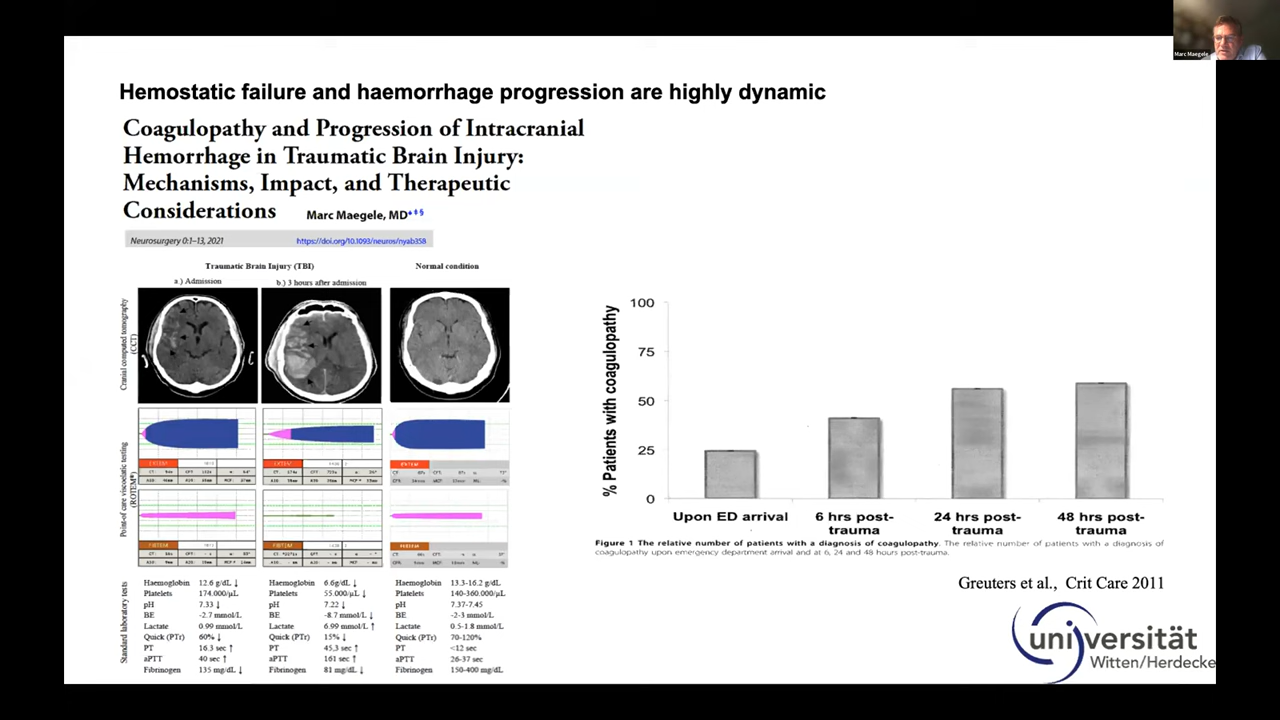 Marc Maegele
Hemostatic failure and haemorrhage progression are highly dynamic
Coagulopathy and Progression of Intracranial
Hemorrhage in Traumatic Brain Injury:
Mechanisms, Impact, and Therapeutic
Considerations
Marc Maegele, MD
Neurosurgery 0:1–13, 2021 https://doi.org/10.1093/neuros/nyab358
Traumatic Brain Injury (TBI) Normal condition
a.) Admission b.) 3 hours after admission
Cranial computed tomography
(CCT)
Point-of-care viscoelastic testing
(ROTEM®)
EXTEM EXTEM EXTEM
FIBTEM FIBTEM FIBTEM
Standard laboratory tests
Haemoglobin 12.6 g/dL ↓ Haemoglobin 6.6g/dL ↓ Haemoglobin 13.3-16.2 g/dL
Platelets 174.000/µL Platelets 55.000/µL ↓ Platelets 140-360.000/µL
pH 7.33 ↓ pH 7.22 ↓ pH 7.37-7.45
BE -2.7 mmol/L BE -8.7 mmol/L ↓ BE -2-3 mmol/L
Lactate 0.99 mmol/L Lactate 6.99 mmol/L ↑ Lactate 0.5-1.8 mmol/L
Quick (PTr) 60% ↓ Quick (PTr) 15% ↓ Quick (PTr) 70-120%
PT 16.3 sec ↑ PT 45.3 sec ↑ PT <12 sec
aPTT 40 sec ↑ aPTT 161 sec ↑ aPTT 26-37 sec
Fibrinogen 135 mg/dL ↓ Fibrinogen 81 mg/dL ↓ Fibrinogen 150-400 mg/dL
% Patients with coagulopathy
100
75
50
25
0
Upon ED arrival 6 hrs post- 24 hrs post- 48 hrs post-
trauma trauma trauma
Figure 1 The relative number of patients with a diagnosis of coagulopathy. The relative number of patients with a diagnosis of
coagulopathy upon emergency department arrival and at 6, 24 and 48 hours post-trauma.
Greuters et al., Crit Care 2011
universität
Witten/Herdecke